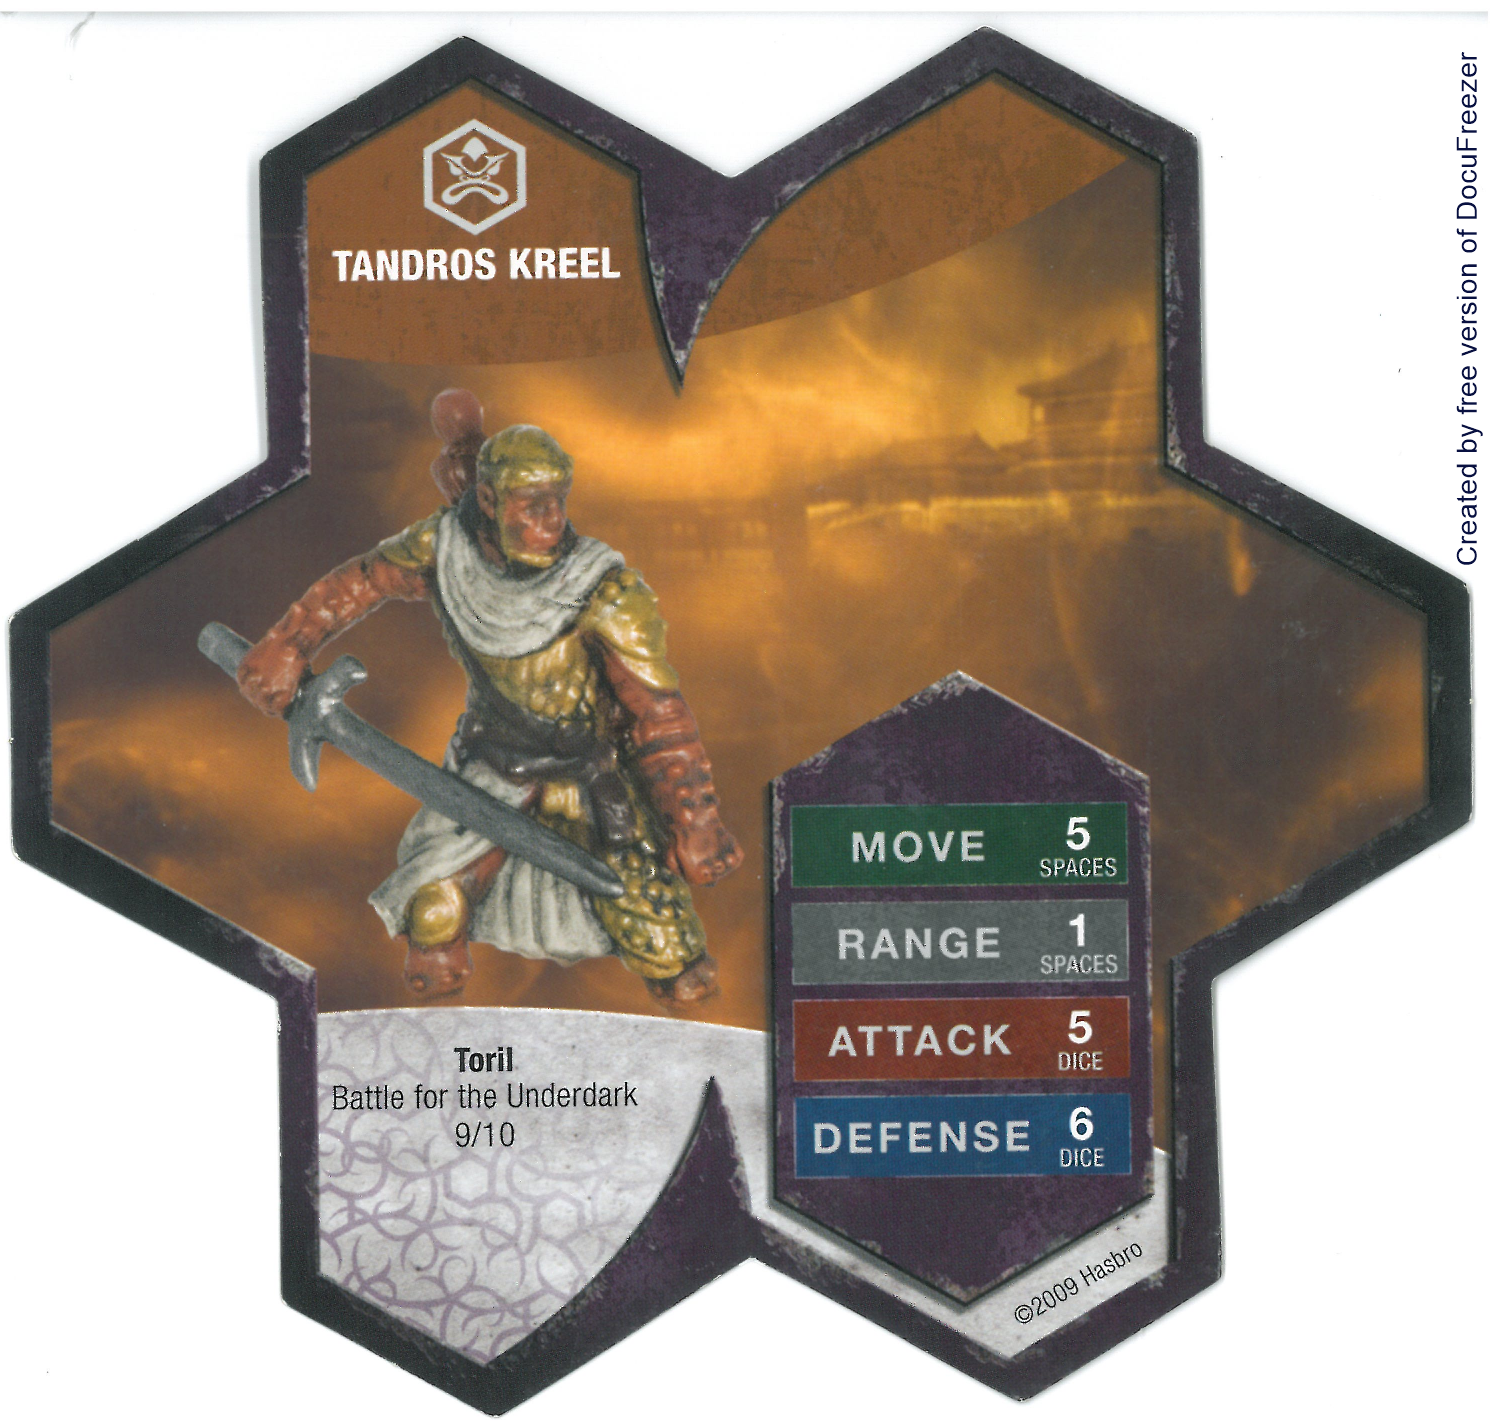 TANDROS KREEL
MOVE 5
SPACES
RANGE 1
SPACES
ATTACK 5
DICE
DEFENSE 6
DICE
Toril
Battle for the Underdark
9/10
©2009 Hasbro
Created by free version of DocuFreezer